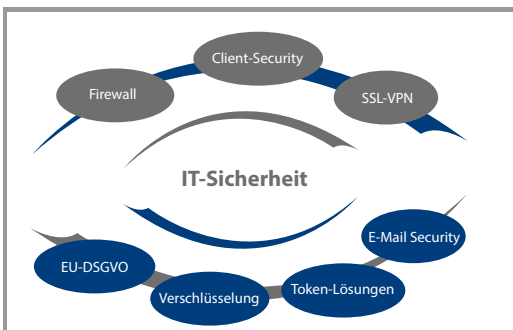 Client-Security
Firewall
SSL-VPN
IT-Sicherheit
E-Mail Security
EU-DSGVO
Token-Lösungen
Verschlüsselung